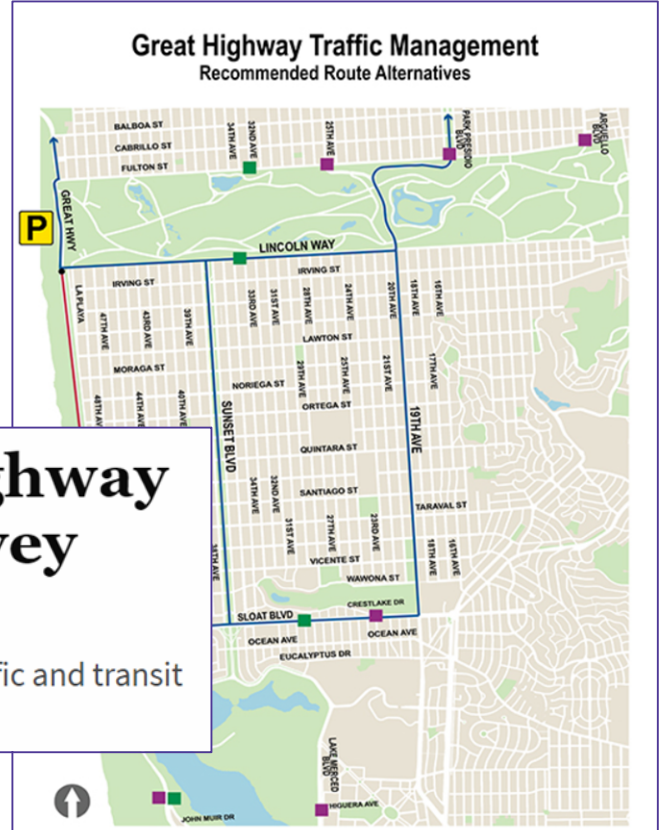 Great Highway Traffic Management
Recommended Route Alternatives
BALBOA ST
CABRILLO ST
FULTON ST
34TH AVE
32ND AVE
25TH AVE
PARK PRESIDIO
BLVD
ARGUELLO
BLVD
GREAT HWY
P
LINCOLN WAY
IRVING ST
IRVING ST
LA PLAYA
47TH AVE
43RD AVE
39TH AVE
33RD AVE
31ST AVE
28TH AVE
24TH AVE
20TH AVE
18TH AVE
16TH AVE
LAWTON ST
MORAGA ST
NORIEGA ST
29TH AVE
25TH AVE
21ST AVE
17TH AVE
ORTEGA ST
48TH AV
44TH AV
40TH AV
SUNSET BLVD
19TH AVE
QUINTARA ST
SANTIAGO ST
34TH AVE
32ND AVE
31ST AVE
27TH AVE
23RD AVE
TARAVAL ST
18TH AVE
16TH AVE
VICENTE ST
WAWONA ST
CRESTLAKE DR
SLOAT BLVD
OCEAN AVE
OCEAN AVE
EUCALYPTUS DR
ghway
vey
fic and transit
LAKE MERCED
BLVD
HIGUERA AVE
JOHN MUIR DR